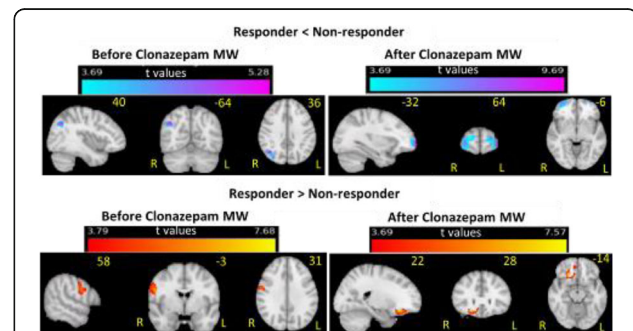 Responder < Non-responder
Before Clonazepam MW
After Clonazepam MW
3.69 t values 5.28
3.69 t values 9.69
40 -64 36
-32 64 -6
R L R L
R L R L
Responder > Non-responder
Before Clonazepam MW
After Clonazepam MW
3.79 t values 7.68
3.69 t values 7.57
58 -3 31
22 28 -14
R L R L
R L R L